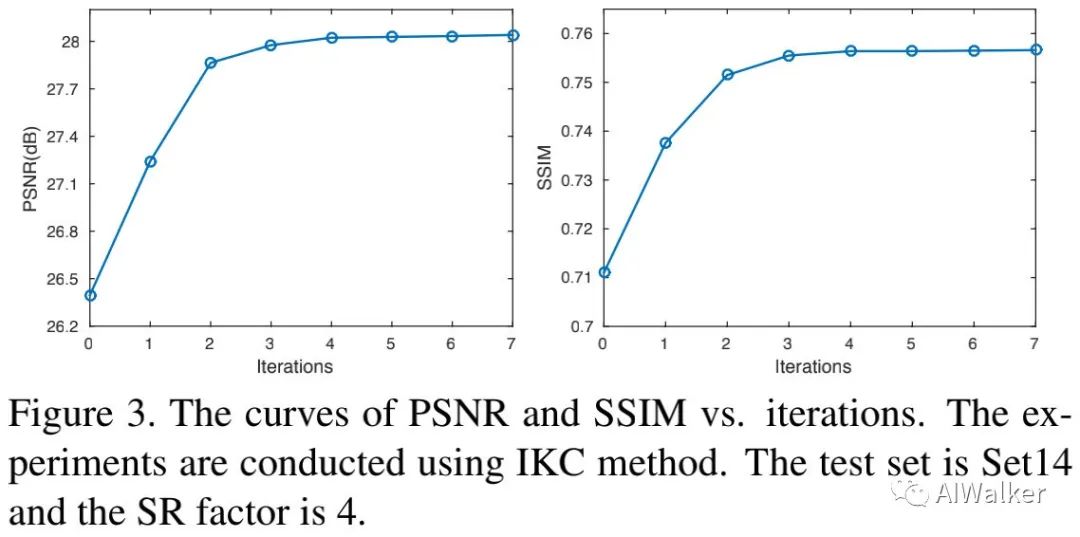 28
27.7
27.4
27.1
26.8
26.5
26.2
PSNR(dB)
0 1 2 3 4 5 6 7
Iterations
0.76
0.75
0.74
0.73
0.72
0.71
0.7
SSIM
0 1 2 3 4 5 6 7
Iterations
Figure 3. The curves of PSNR and SSIM vs. iterations. The ex-
periments are conducted using IKC method. The test set is Set14
and the SR factor is 4.
AIWalker